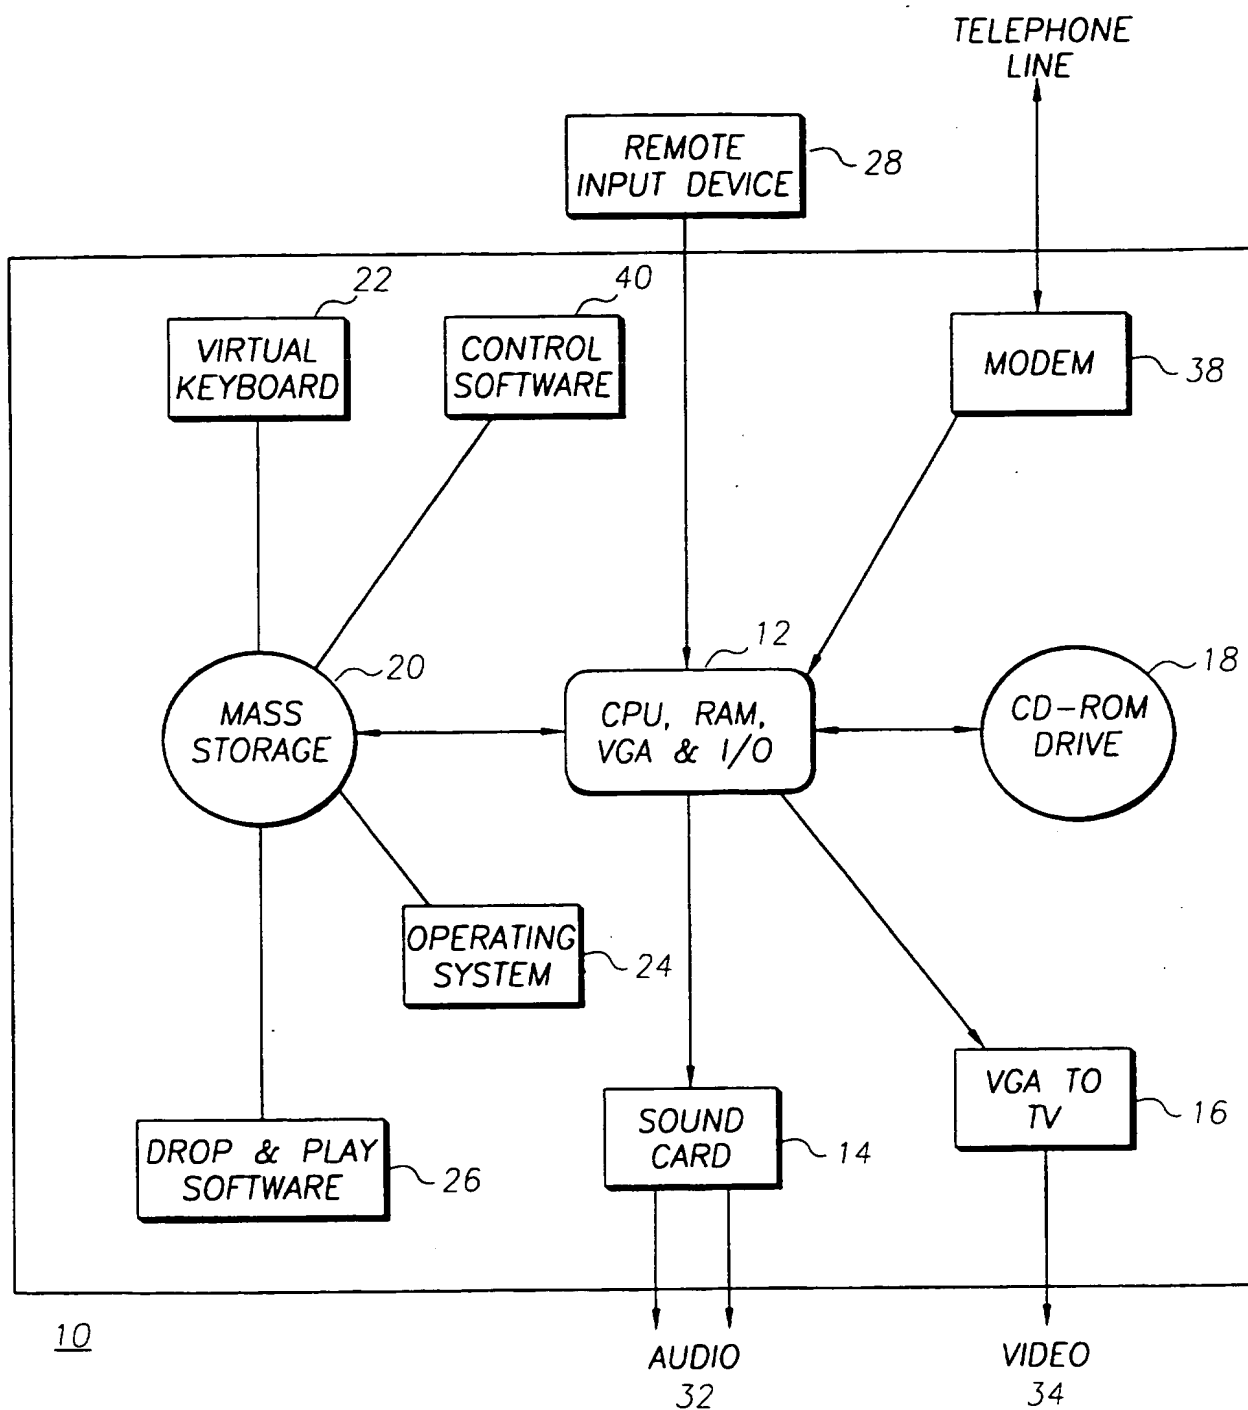 TELEPHONE
LINE
REMOTE
INPUT DEVICE
28
22
40
VIRTUAL
KEYBOARD
CONTROL
SOFTWARE
MODEM
38
12
20
18
MASS
STORAGE
CPU, RAM,
VGA & I/O
CD-ROM
DRIVE
OPERATING
SYSTEM
24
VGA TO
TV
16
SOUND
CARD
14
DROP & PLAY
SOFTWARE
26
10
AUDIO
32
VIDEO
34